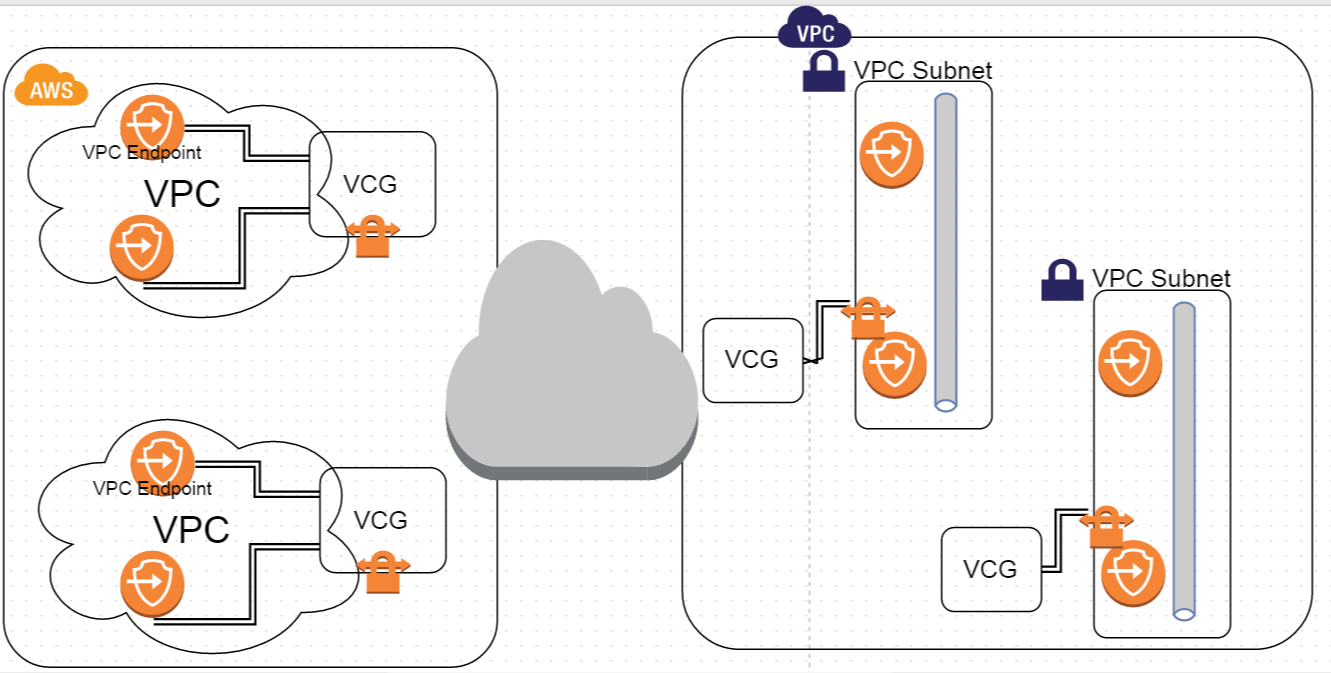 AWS
VPC Endpoint
VPC
VCG
VPC Endpoint
VPC
VCG
VPC
VPC Subnet
VCG
VPC Subnet
VCG